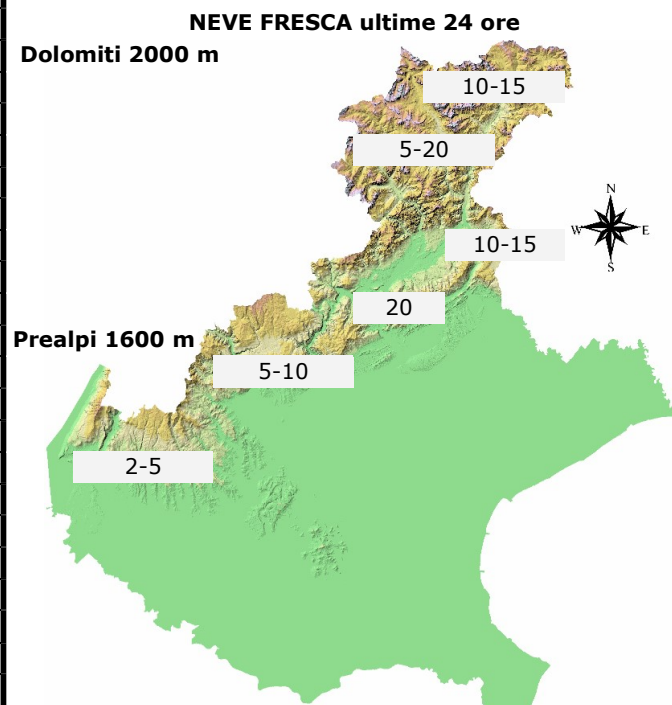 NEVE FRESCA ultime 24 ore
Dolomiti 2000 m
10-15
5-20
N
W E
S
10-15
20
Prealpi 1600 m
5-10
2-5